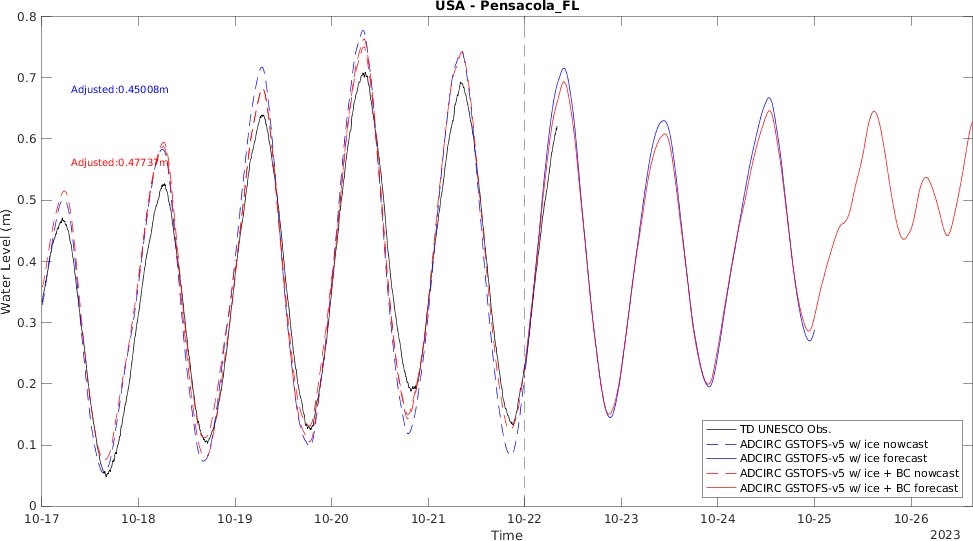 USA - Pensacola_FL
0.8
0.7
0.6
0.5
0.4
0.3
0.2
0.1
0
Water Level (m)
Adjusted:0.45008m
Adjusted:0.47737m
TD UNESCO Obs.
ADCIRC GSTOFS-v5 w/ ice nowcast
ADCIRC GSTOFS-v5 w/ ice forecast
ADCIRC GSTOFS-v5 w/ ice + BC nowcast
ADCIRC GSTOFS-v5 w/ ice + BC forecast
10-17 10-18 10-19 10-20 10-21 10-22 10-23 10-24 10-25 10-26
Time
2023